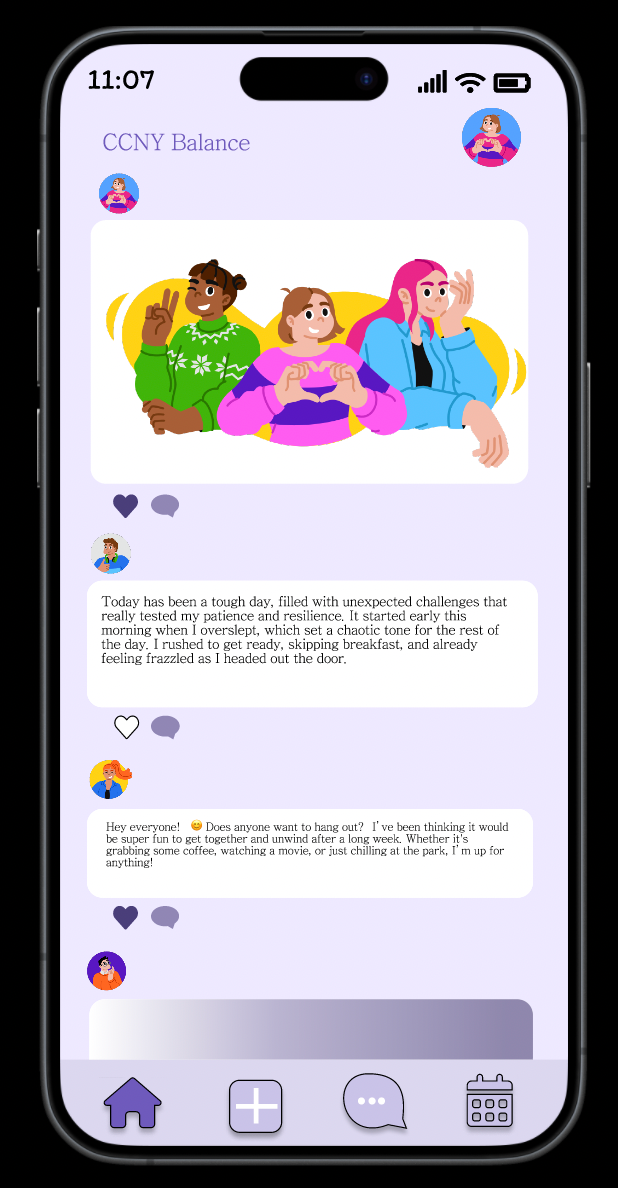 11:07
CCNY Balance
Today has been a tough day, filled with unexpected challenges that
really tested my patience and resilience. It started early this
morning when I overslept, which set a chaotic tone for the rest of
the day. I rushed to get ready, skipping breakfast, and already
feeling frazzled as I headed out the door.
Hey everyone! 😊 Does anyone want to hang out? I've been thinking it would
be super fun to get together and unwind after a long week. Whether it's
grabbing some coffee, watching a movie, or just chilling at the park, I'm up for
anything!